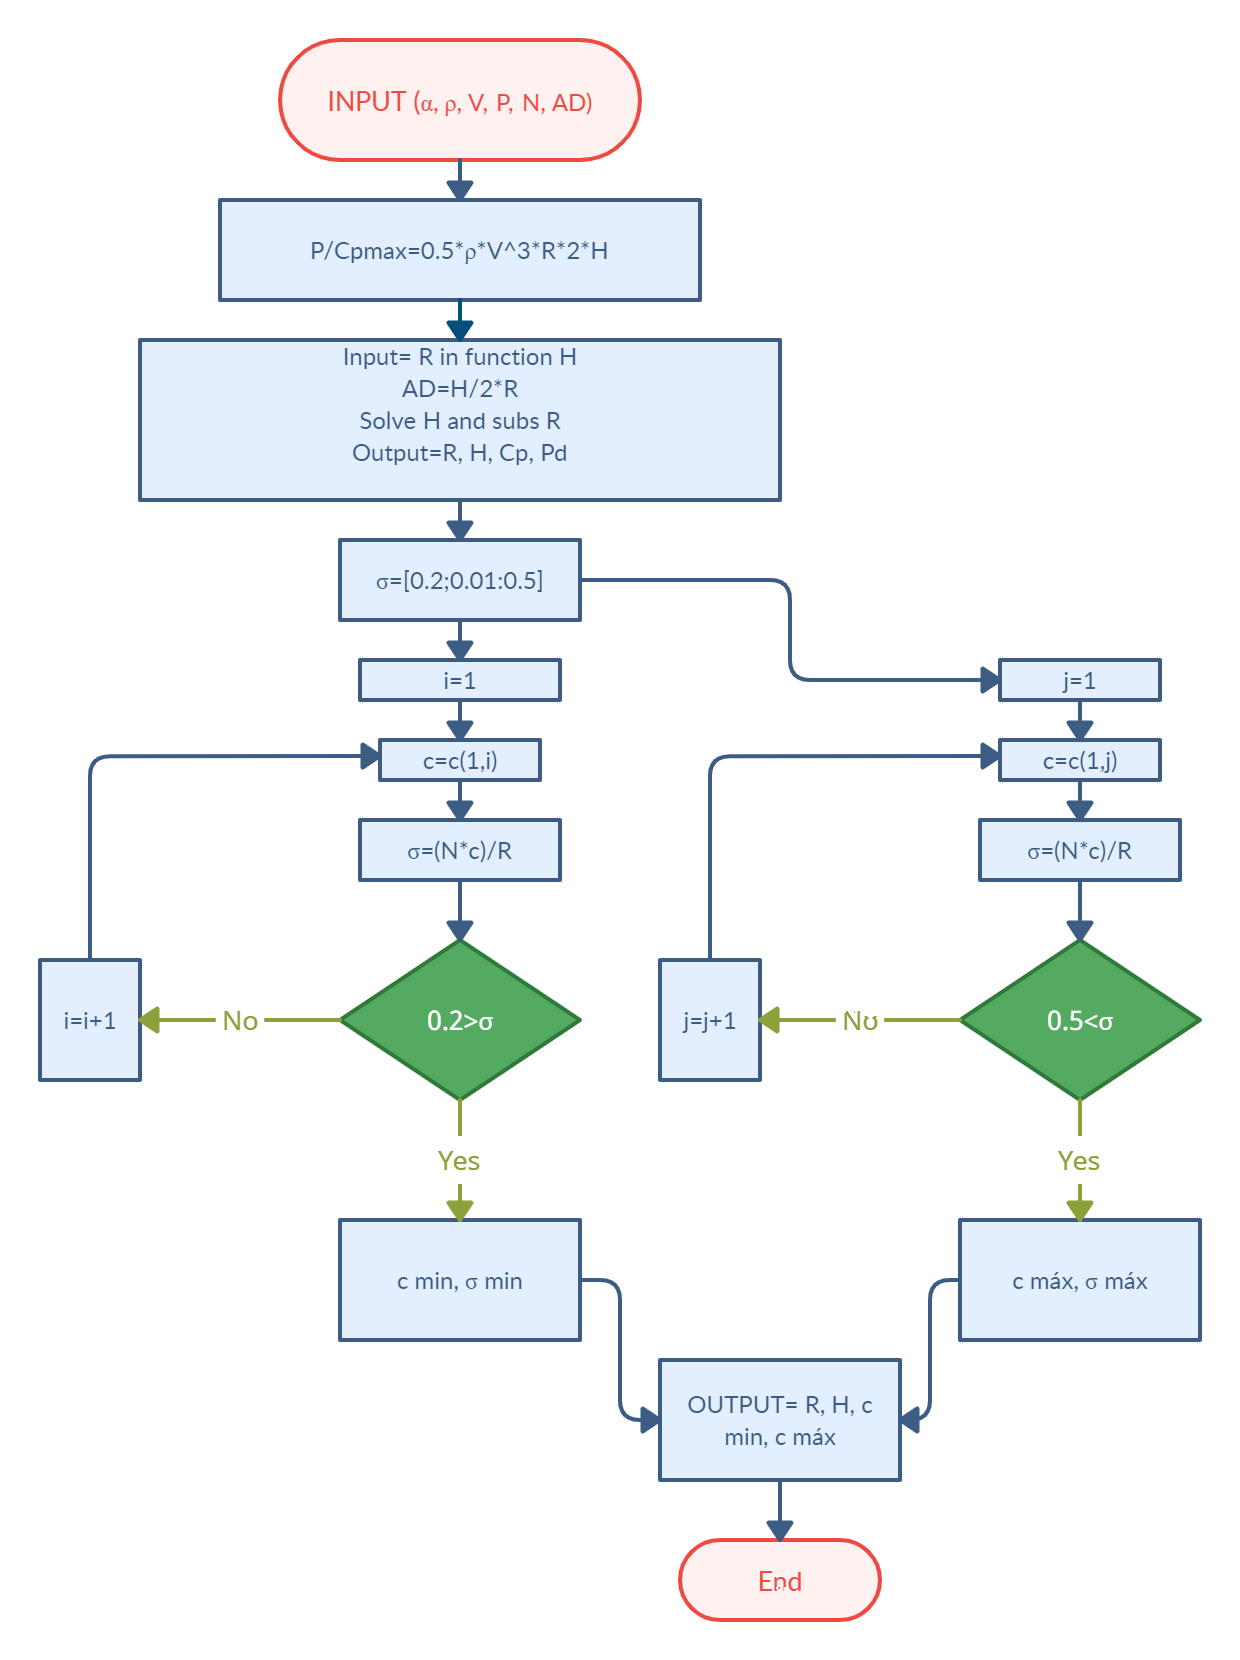 INPUT (α, ρ, V, P, N, AD)
P/Cpmax=0.5*ρ*V^3*R*2*H
Input= R in function H
AD=H/2*R
Solve H and subs R
Output=R, H, Cp, Pd
σ=[0.2;0.01:0.5]
i=1
c=c(1,i)
σ=(N*c)/R
0.2>σ
No
i=i+1
Yes
c min, σ min
j=1
c=c(1,j)
σ=(N*c)/R
0.5<σ
No
j=j+1
Yes
c máx, σ máx
OUTPUT= R, H, c
min, c máx
End